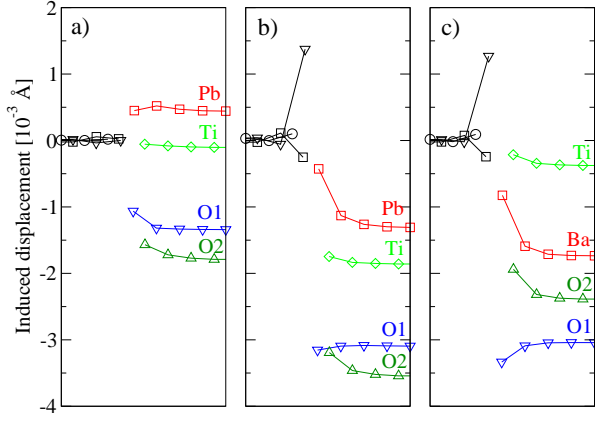 2
1
0
-1
-2
-3
-4
Induced displacement [10⁻³ Å]
a)
Pb
Ti
O1
O2
b)
Pb
Ti
O1
O2
c)
Ti
Ba
O2
O1